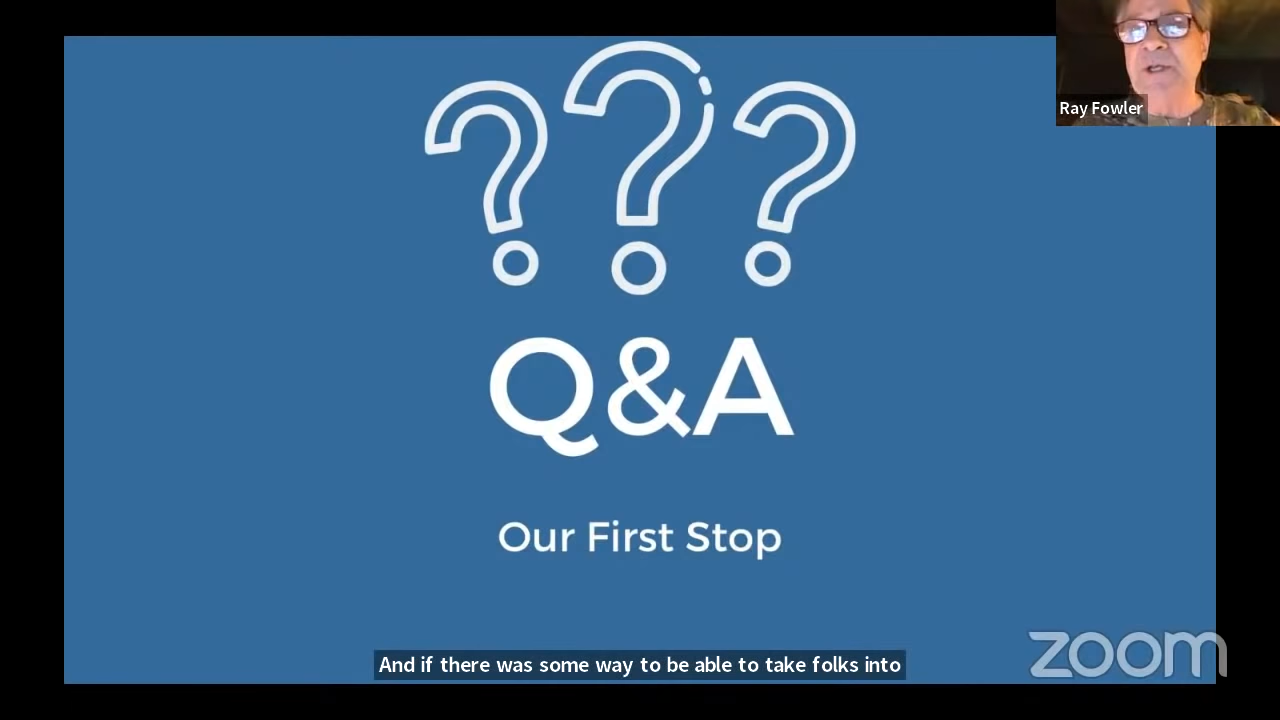 Ray Fowler
???
Q&A
Our First Stop
And if there was some way to be able to take folks into
zoom